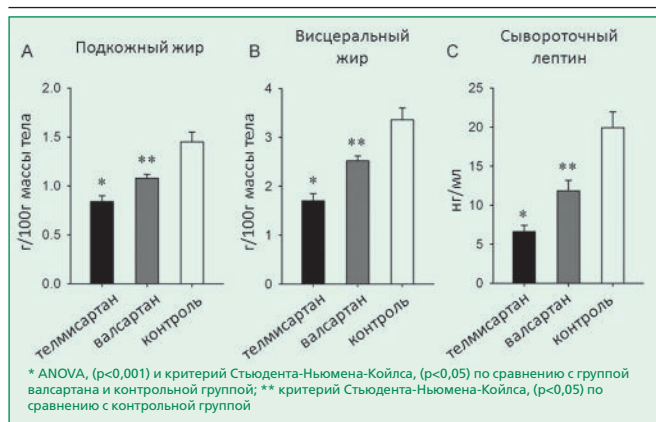 A
Подкожный жир
2.0
1.5
1.0
0.5
0.0
г/100г массы тела
*
**
телмисартан
валсартан
контроль
B
Висцеральный
жир
4
3
2
1
0
г/100г массы тела
*
**
телмисартан
валсартан
контроль
C
Сывороточный
лептин
25
20
15
10
5
0
нг/мл
*
**
телмисартан
валсартан
контроль
* ANOVA, (p<0,001) и критерий Стьюдента-Ньюмена-Койлса, (p<0,05) по сравнению с группой
валсартана и контрольной группой; ** критерий Стьюдента-Ньюмена-Койлса, (p<0,05) по
сравнению с контрольной группой